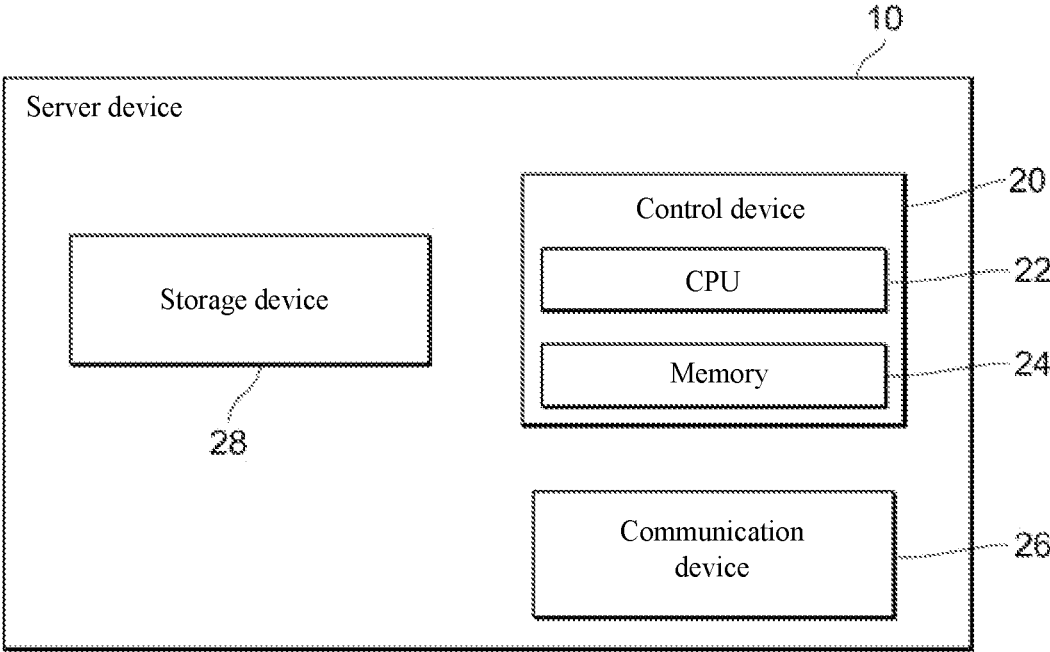 10
Server device
20
Control device
22
CPU
Storage device
24
Memory
28
Communication
device
26